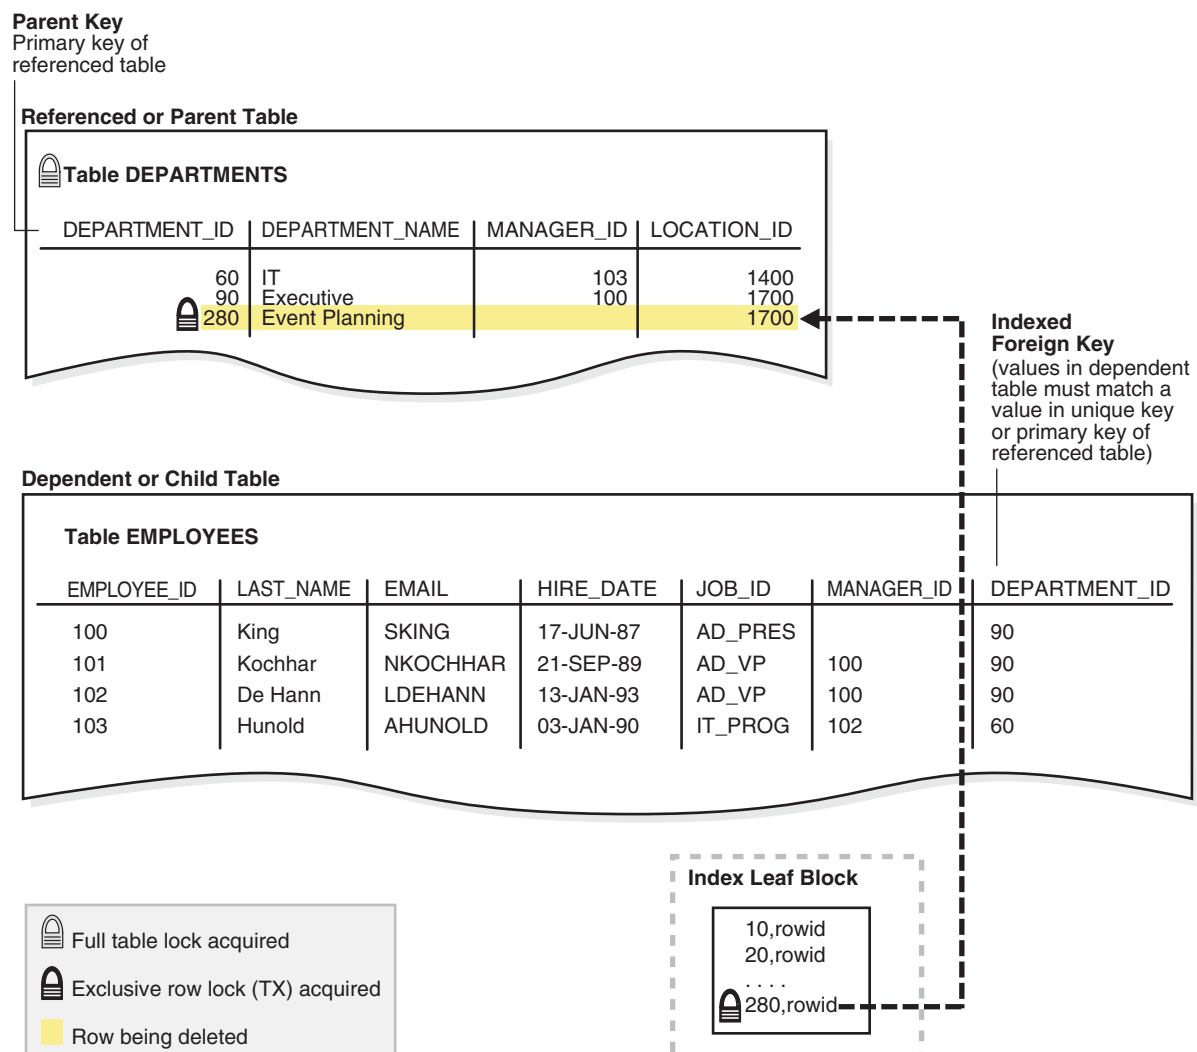 Parent Key
Primary key of
referenced table
Referenced or Parent Table
Table DEPARTMENTS
DEPARTMENT_ID DEPARTMENT_NAME MANAGER_ID LOCATION_ID
60 IT 103 1400
90 Executive 100 1700
280 Event Planning 1700
Indexed
Foreign Key
(values in dependent
table must match a
value in unique key
or primary key of
referenced table)
Dependent or Child Table
Table EMPLOYEES
EMPLOYEE_ID LAST_NAME EMAIL HIRE_DATE JOB_ID MANAGER_ID DEPARTMENT_ID
100 King SKING 17-JUN-87 AD_PRES 90
101 Kochhar NKOCHHAR 21-SEP-89 AD_VP 100 90
102 De Hann LDEHANN 13-JAN-93 AD_VP 100 90
103 Hunold AHUNOLD 03-JAN-90 IT_PROG 102 60
Index Leaf Block
10,rowid
20,rowid
. . . .
280,rowid
Full table lock acquired
Exclusive row lock (TX) acquired
Row being deleted